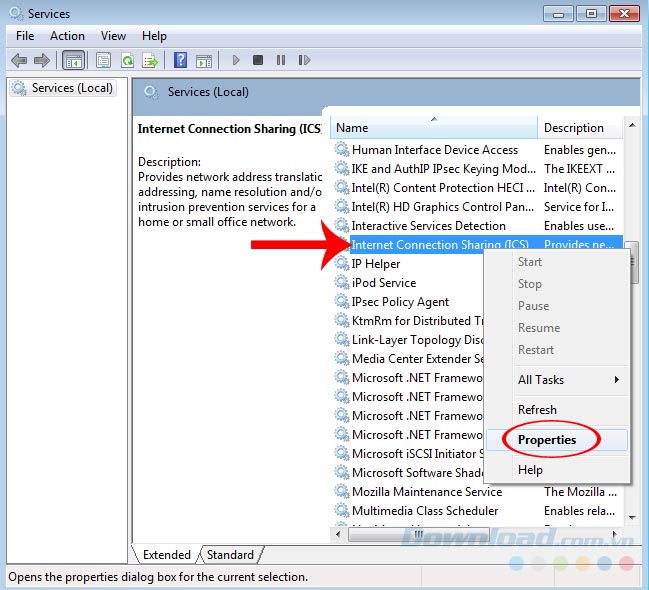 Services
File Action View Help
Services (Local)
Services (Local)
Internet Connection Sharing (ICS
Description:
Provides network address translatic
addressing, name resolution and/o
intrusion prevention services for a
home or small office network.
Name Description
Human Interface Device Access Enables gen...
IKE and AuthIP IPsec Keying Mod... The IKEEXT ...
Intel(R) Content Protection HECI ... Intel(R) Con...
Intel(R) HD Graphics Control Pan... Service for I...
Interactive Services Detection Enables use...
Internet Connection Sharing (ICS) Provides ne...
IP Helper
iPod Service
IPsec Policy Agent
KtmRm for Distributed Tr
Link-Layer Topology Disc
Media Center Extender Se
Microsoft .NET Framewo
Microsoft .NET Framewo
Microsoft .NET Framewo
Microsoft .NET Framewo
Microsoft iSCSI Initiator S
Microsoft Software Shado
Mozilla Maintenance Service The Mozilla ...
Multimedia Class Scheduler Enables rela...
Start
Stop
Pause
Resume
Restart
All Tasks
Refresh
Properties
Help
Extended Standard
Download.com.vn
Opens the properties dialog box for the current selection.